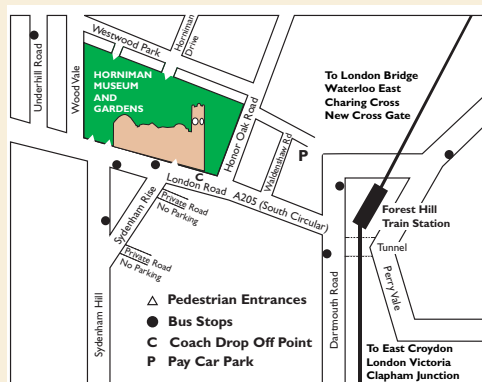 Underhill Road
Wood Vale
Westwood Park
Horniman
Drive
HORNIMAN
MUSEUM
AND
GARDENS
Honor Oak Road
Waldenshaw Rd
P
To London Bridge
Waterloo East
Charing Cross
New Cross Gate
C
London Road
A205 (South Circular)
Sydenham Rise
Private Road
No Parking
Private Road
No Parking
Sydenham Hill
Forest Hill
Train Station
Tunnel
Perry Vale
Dartmouth Road
Pedestrian Entrances
Bus Stops
C Coach Drop Off Point
P Pay Car Park
To East Croydon
London Victoria
Clapham Junction